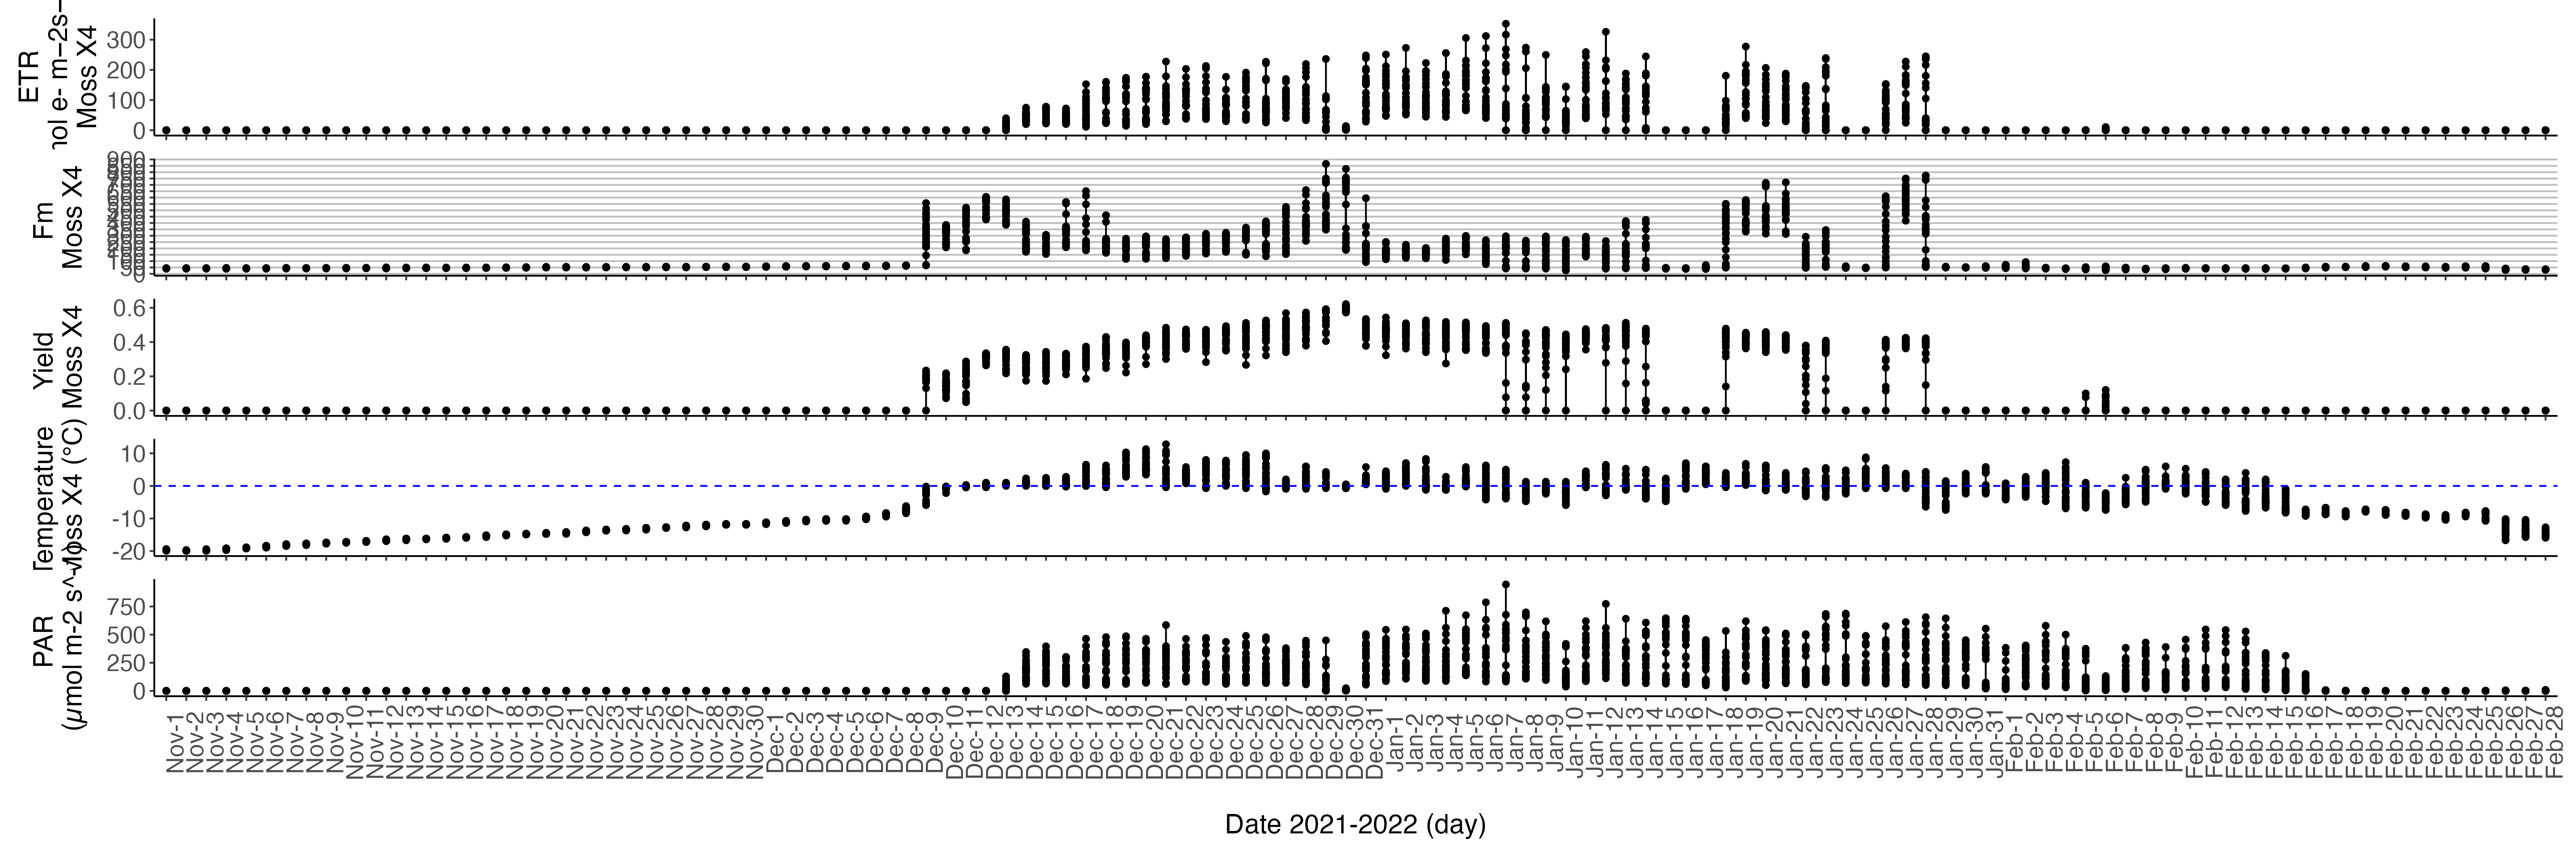 ETR
nol e- m−2s−
Moss X4
300
200
100
0
Fm
Moss X4
900
Yield
Moss X4
0.6
0.4
0.2
0.0
Temperature
Moss X4 (°C)
10
0
-10
-20
PAR
(µmol m-2 s^-1)
750
500
250
0
Nov-1
Nov-2
Nov-3
Nov-4
Nov-5
Nov-6
Nov-7
Nov-8
Nov-9
Nov-10
Nov-11
Nov-12
Nov-13
Nov-14
Nov-15
Nov-16
Nov-17
Nov-18
Nov-19
Nov-20
Nov-21
Nov-22
Nov-23
Nov-24
Nov-25
Nov-26
Nov-27
Nov-28
Nov-29
Nov-30
Dec-1
Dec-2
Dec-3
Dec-4
Dec-5
Dec-6
Dec-7
Dec-8
Dec-9
Dec-10
Dec-11
Dec-12
Dec-13
Dec-14
Dec-15
Dec-16
Dec-17
Dec-18
Dec-19
Dec-20
Dec-21
Dec-22
Dec-23
Dec-24
Dec-25
Dec-26
Dec-27
Dec-28
Dec-29
Dec-30
Dec-31
Jan-1
Jan-2
Jan-3
Jan-4
Jan-5
Jan-6
Jan-7
Jan-8
Jan-9
Jan-10
Jan-11
Jan-12
Jan-13
Jan-14
Jan-15
Jan-16
Jan-17
Jan-18
Jan-19
Jan-20
Jan-21
Jan-22
Jan-23
Jan-24
Jan-25
Jan-26
Jan-27
Jan-28
Jan-29
Jan-30
Jan-31
Feb-1
Feb-2
Feb-3
Feb-4
Feb-5
Feb-6
Feb-7
Feb-8
Feb-9
Feb-10
Feb-11
Feb-12
Feb-13
Feb-14
Feb-15
Feb-16
Feb-17
Feb-18
Feb-19
Feb-20
Feb-21
Feb-22
Feb-23
Feb-24
Feb-25
Feb-26
Feb-27
Feb-28
Date 2021-2022 (day)